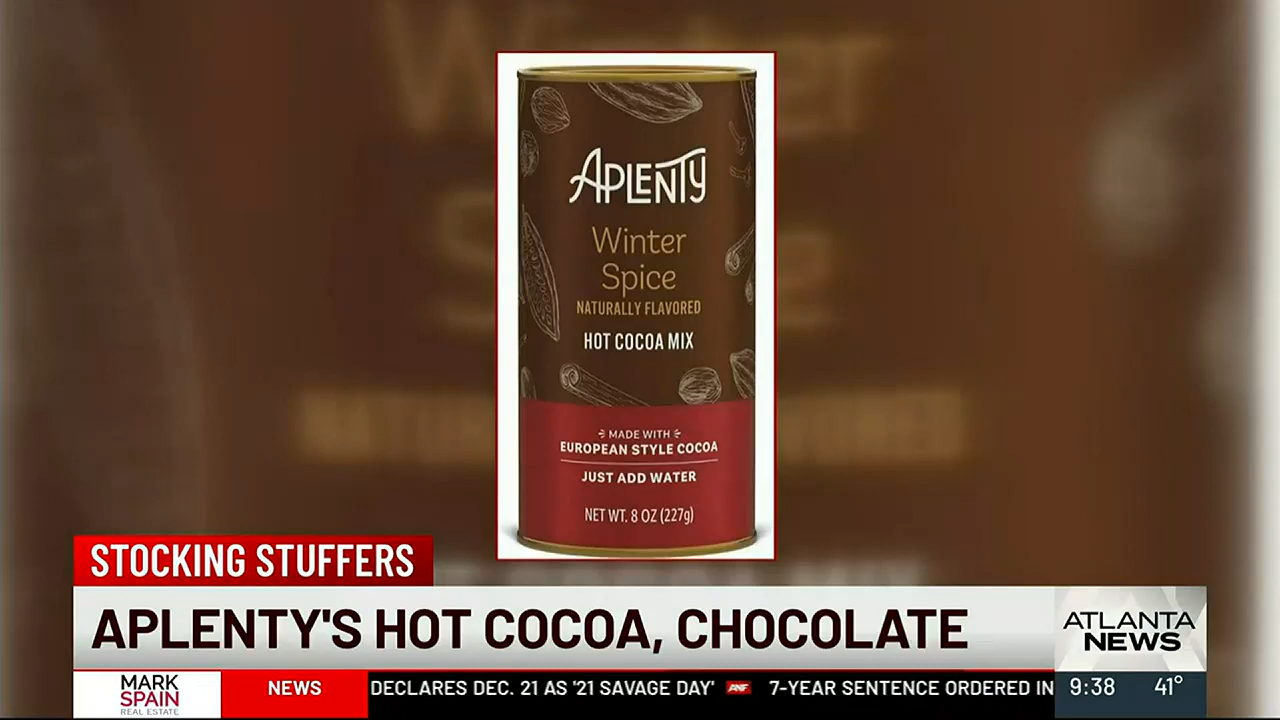 APLENTY
Winter
Spice
NATURALLY FLAVORED
HOT COCOA MIX
MADE WITH
EUROPEAN STYLE COCOA
JUST ADD WATER
NET WT. 8 OZ (227g)
STOCKING STUFFERS
APLENTY'S HOT COCOA, CHOCOLATE
ATLANTA
NEWS
MARK
SPAIN
REAL ESTATE
NEWS
DECLARES DEC. 21 AS '21 SAVAGE DAY' ANF 7-YEAR SENTENCE ORDERED IN
9:38 41°